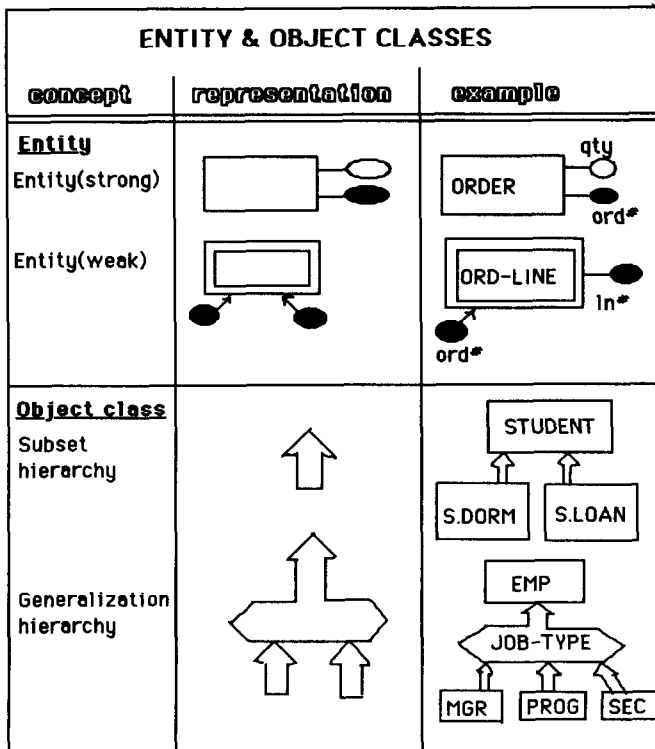 ENTITY & OBJECT CLASSES
concept representation example
Entity
Entity(strong)
qty
ORDER
ord#
Entity(weak)
ORD-LINE
ln#
ord#
Object class
Subset
hierarchy
STUDENT
S.DORM S.LOAN
Generalization
hierarchy
EMP
JOB-TYPE
MGR PROG SEC